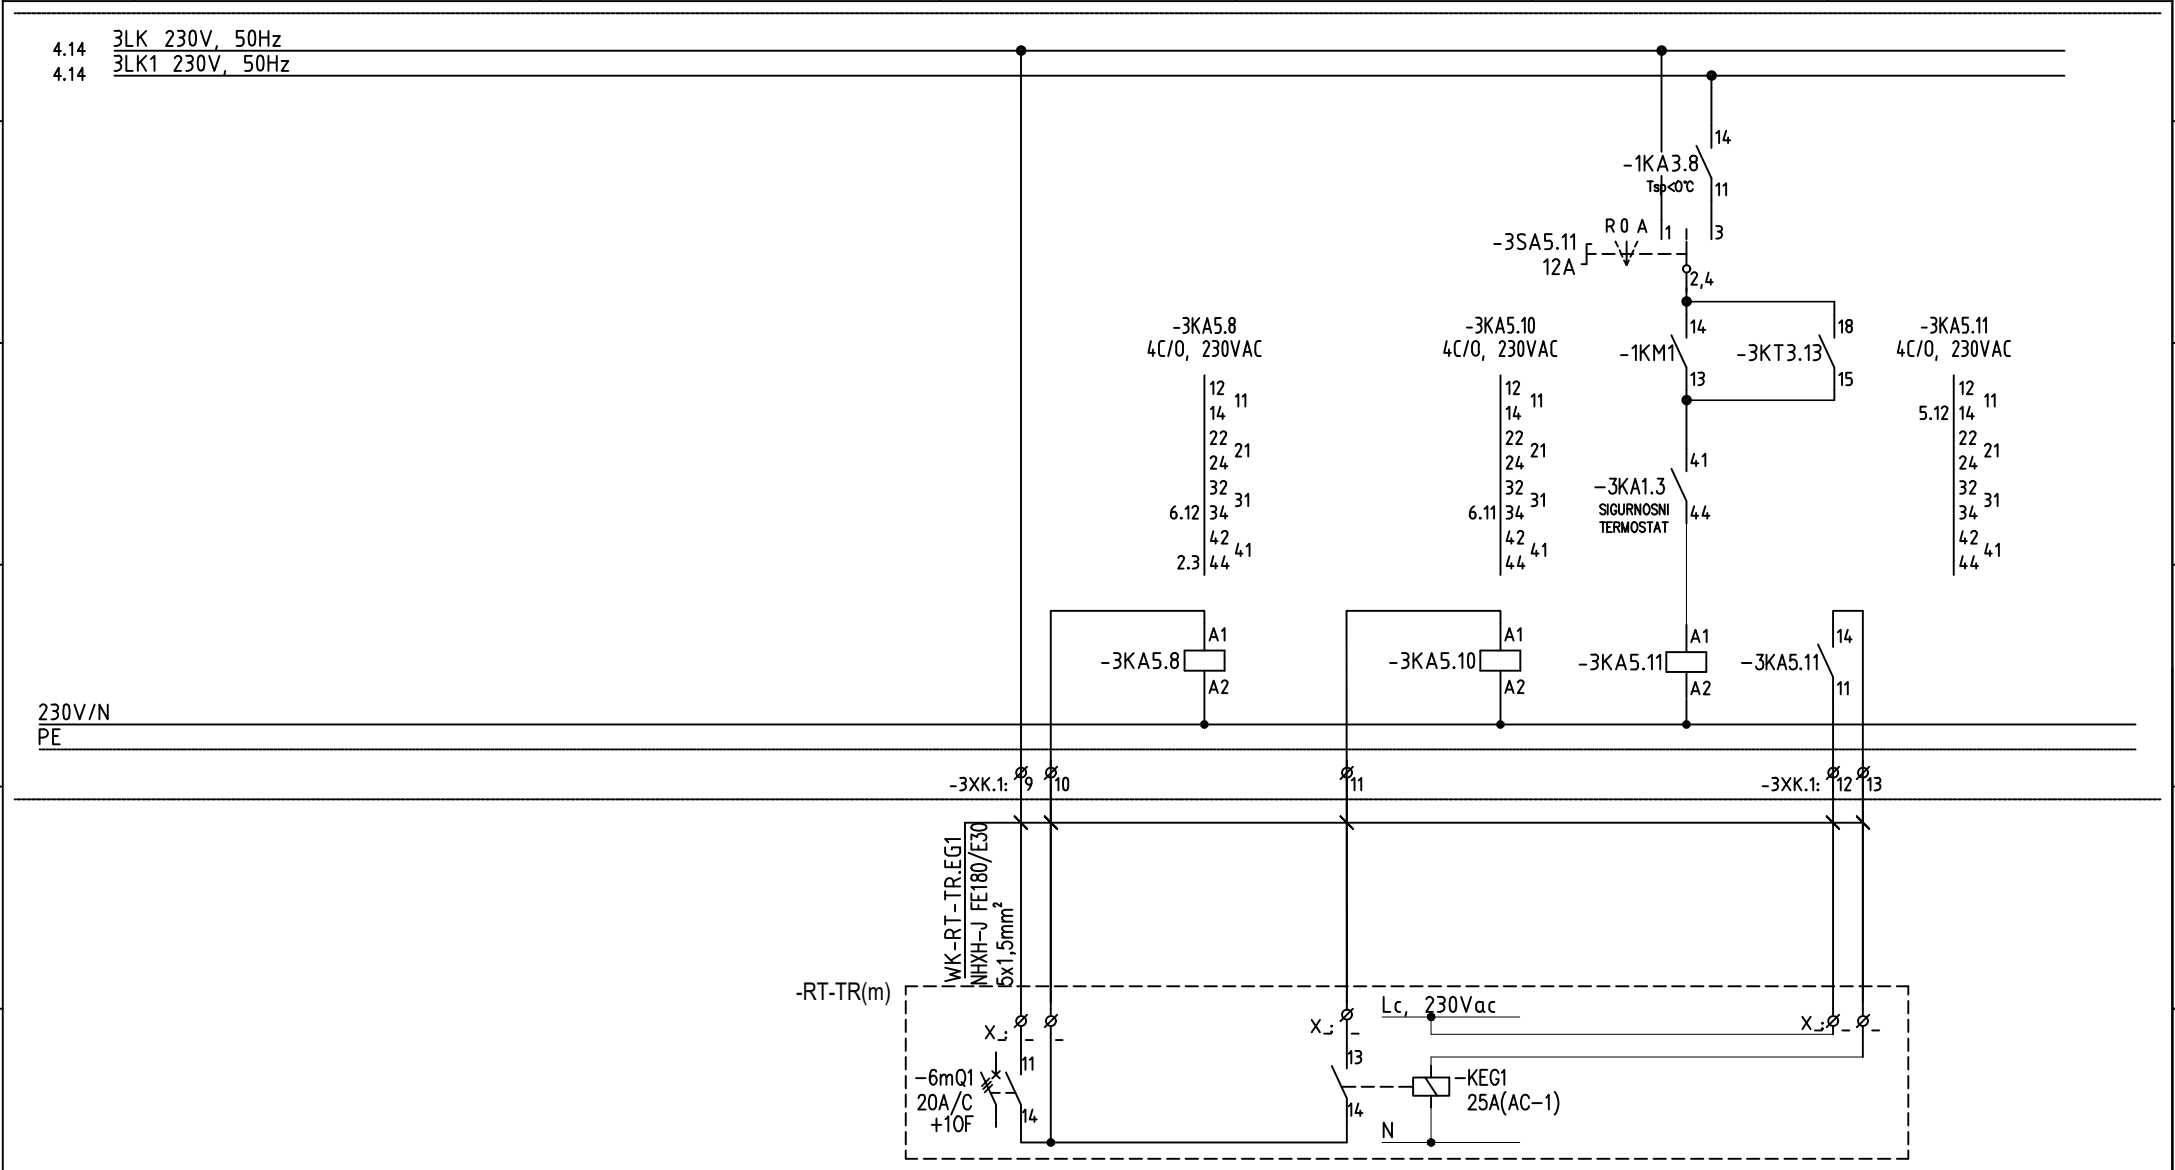 3LK 230V, 50Hz
4.14
3LK1 230V, 50Hz
4.14
14
-1KA3.8
Tsp<0°C
11
R 0 A
1
3
-3SA5.11
12A
2,4
-3KA5.8
4C/O, 230VAC
12
11
14
22
21
24
32
31
6.12 34
42
41
2.3 44
-3KA5.10
4C/O, 230VAC
12
11
14
22
21
24
32
31
6.11 34
42
41
44
14
-1KM1
13
18
-3KT3.13
15
-3KA5.11
4C/O, 230VAC
12
11
5.12 14
22
21
24
32
31
34
42
41
44
41
-3KA1.3
SIGURNOSNI
TERMOSTAT
44
A1
-3KA5.8
A2
A1
-3KA5.10
A2
A1
-3KA5.11
A2
14
-3KA5.11
11
230V/N
PE
-3XK.1: 9 10
11
-3XK.1: 12 13
WK-RT-TR.EG1
NHXH-J FE180/E30
5x1,5mm²
-RT-TR(m)
X_: _ _
X_: _
Lc, 230Vac
X_: _ _
11
-6mQ1
20A/C
+1OF
14
13
14
-KEG1
25A(AC-1)
N